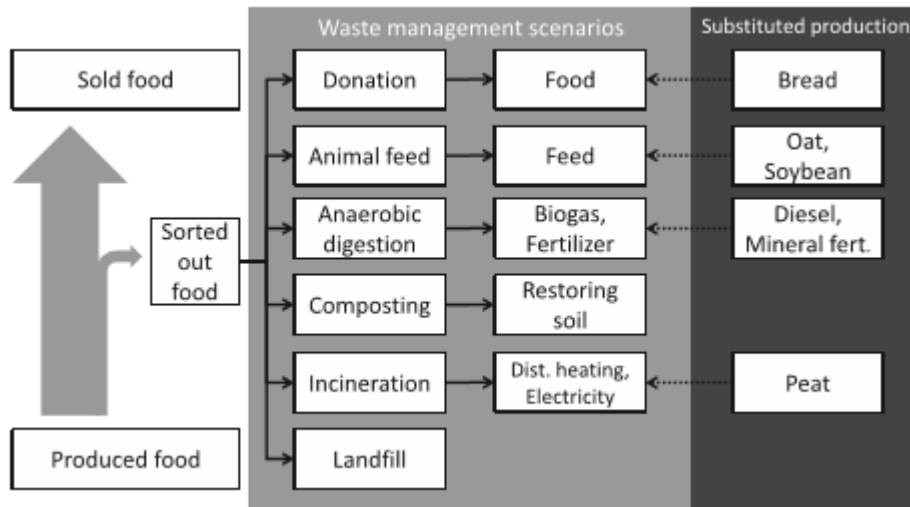 Waste management scenarios
Substituted production
Sold food
Donation
Food
Bread
Animal feed
Feed
Oat,
Soybean
Sorted
out
food
Anaerobic
digestion
Biogas,
Fertilizer
Diesel,
Mineral fert.
Composting
Restoring
soil
Incineration
Dist. heating,
Electricity
Peat
Produced food
Landfill